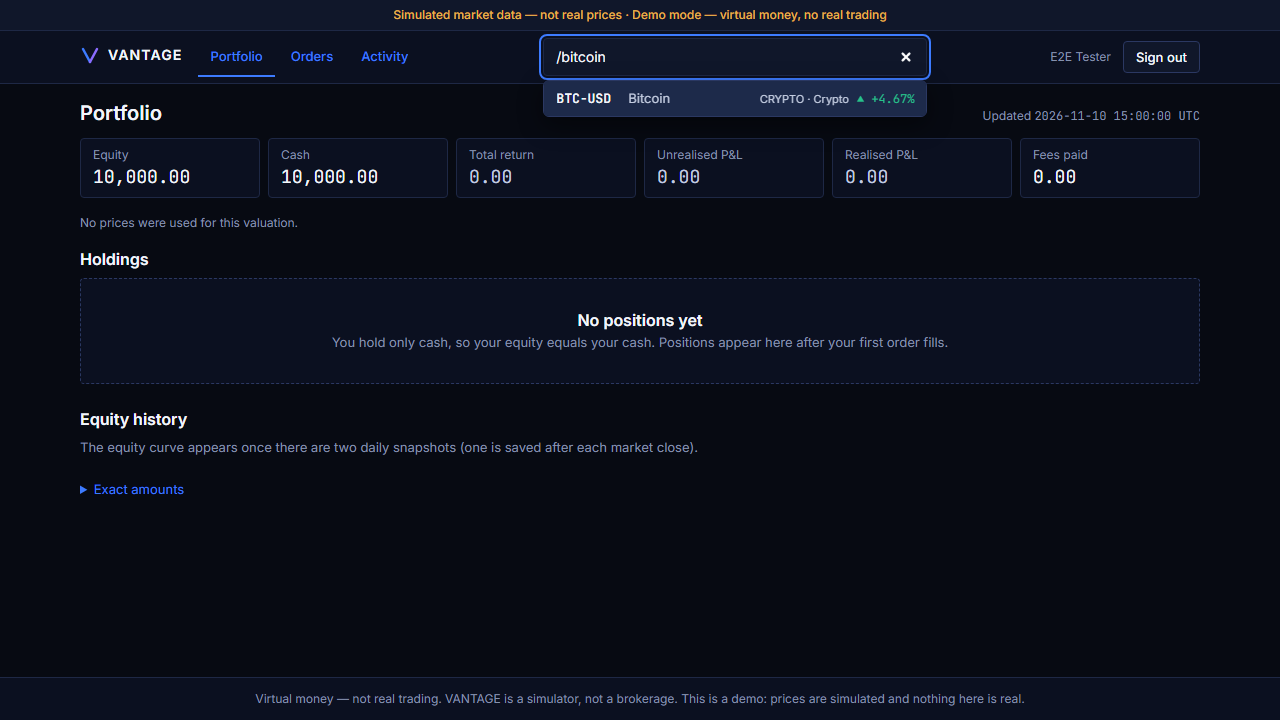 Simulated market data — not real prices · Demo mode — virtual money, no real trading
VANTAGE Portfolio Orders Activity /bitcoin × E2E Tester Sign out
BTC-USD Bitcoin CRYPTO · Crypto ▲ +4.67%
Portfolio Updated 2026-11-10 15:00:00 UTC
Equity Cash Total return Unrealised P&L Realised P&L Fees paid
10,000.00 10,000.00 0.00 0.00 0.00 0.00
No prices were used for this valuation.
Holdings
No positions yet
You hold only cash, so your equity equals your cash. Positions appear here after your first order fills.
Equity history
The equity curve appears once there are two daily snapshots (one is saved after each market close).
▶ Exact amounts
Virtual money — not real trading. VANTAGE is a simulator, not a brokerage. This is a demo: prices are simulated and nothing here is real.